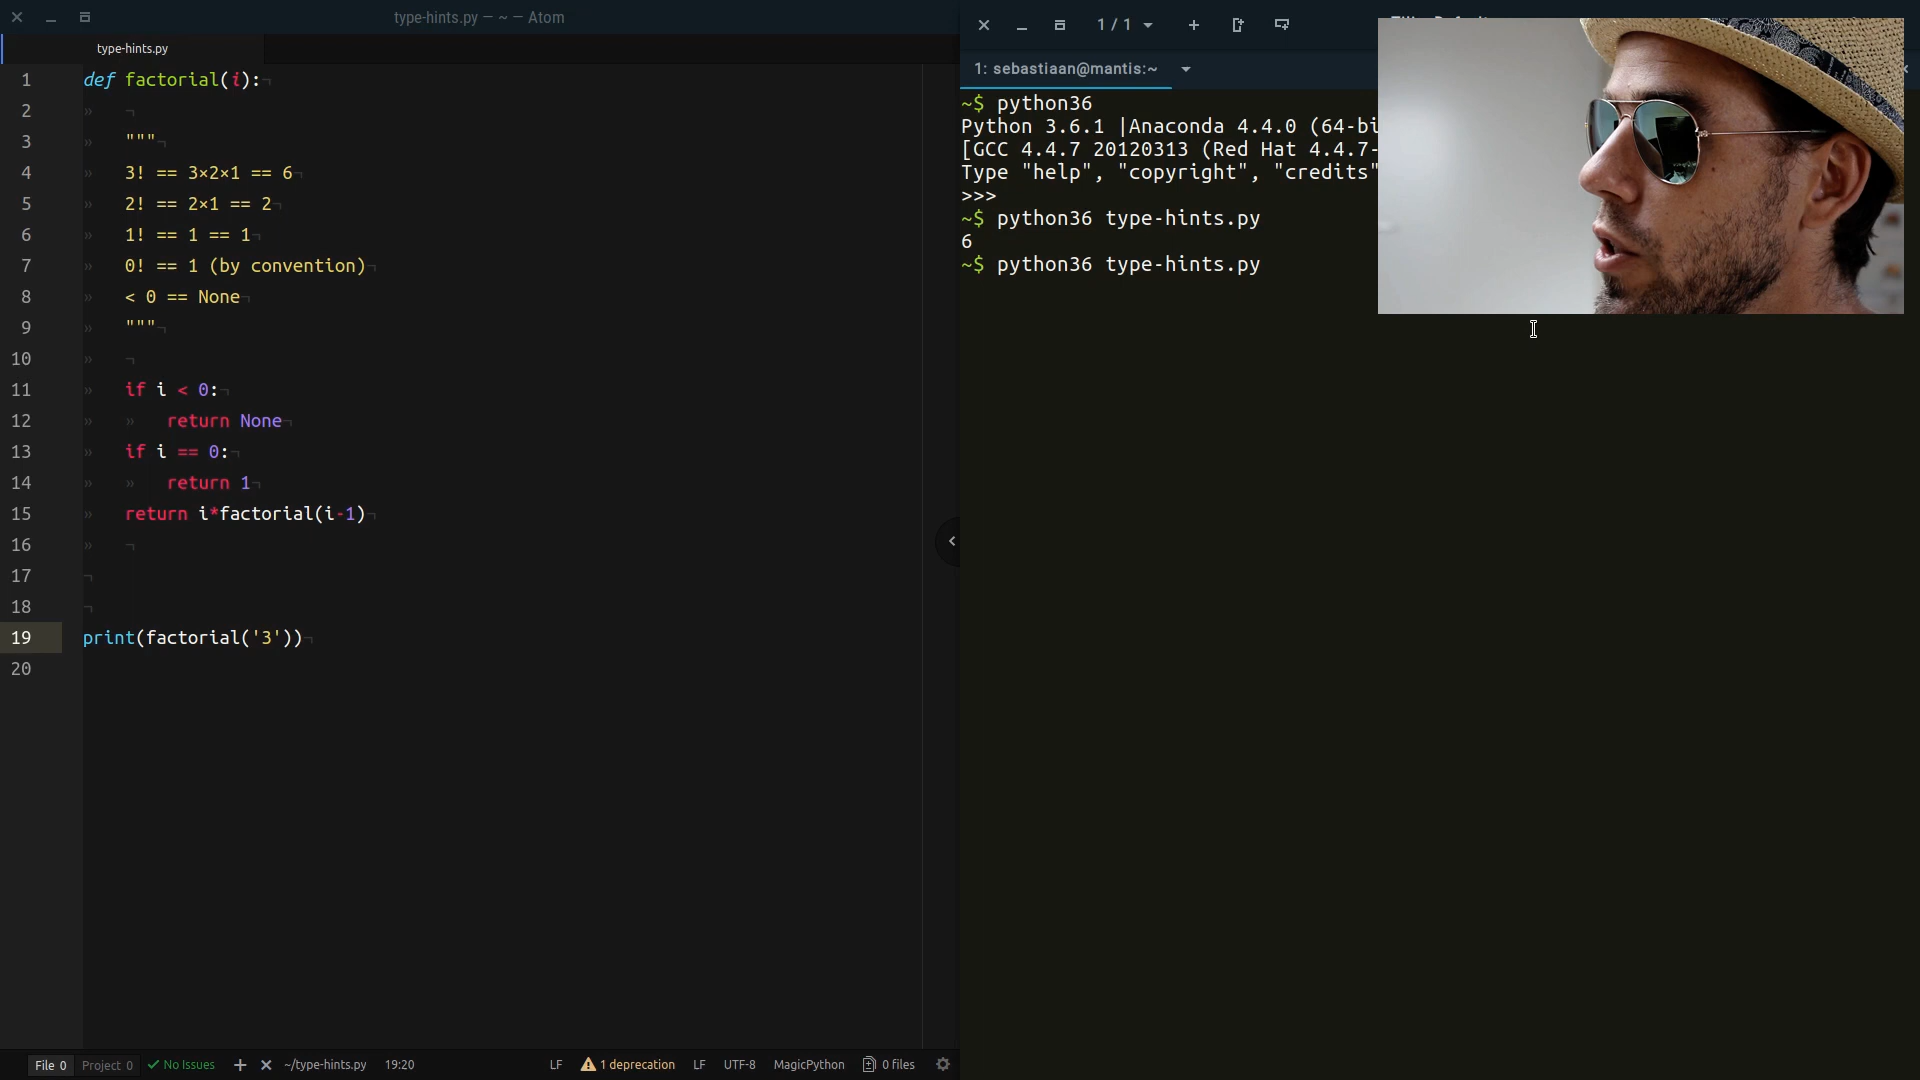 type-hints.py — ~ — Atom
type-hints.py
1 def factorial(i):
2
3 """
4 3! == 3×2×1 == 6
5 2! == 2×1 == 2
6 1! == 1 == 1
7 0! == 1 (by convention)
8 < 0 == None
9 """
10
11 if i < 0:
12 return None
13 if i == 0:
14 return 1
15 return i*factorial(i-1)
16
17
18
19 print(factorial('3'))
20
File 0 Project 0 No Issues ~/type-hints.py 19:20 LF 1 deprecation LF UTF-8 MagicPython 0 files
1 / 1
1: sebastiaan@mantis:~
~$ python36
Python 3.6.1 |Anaconda 4.4.0 (64-bi
[GCC 4.4.7 20120313 (Red Hat 4.4.7-
Type "help", "copyright", "credits"
>>>
~$ python36 type-hints.py
6
~$ python36 type-hints.py